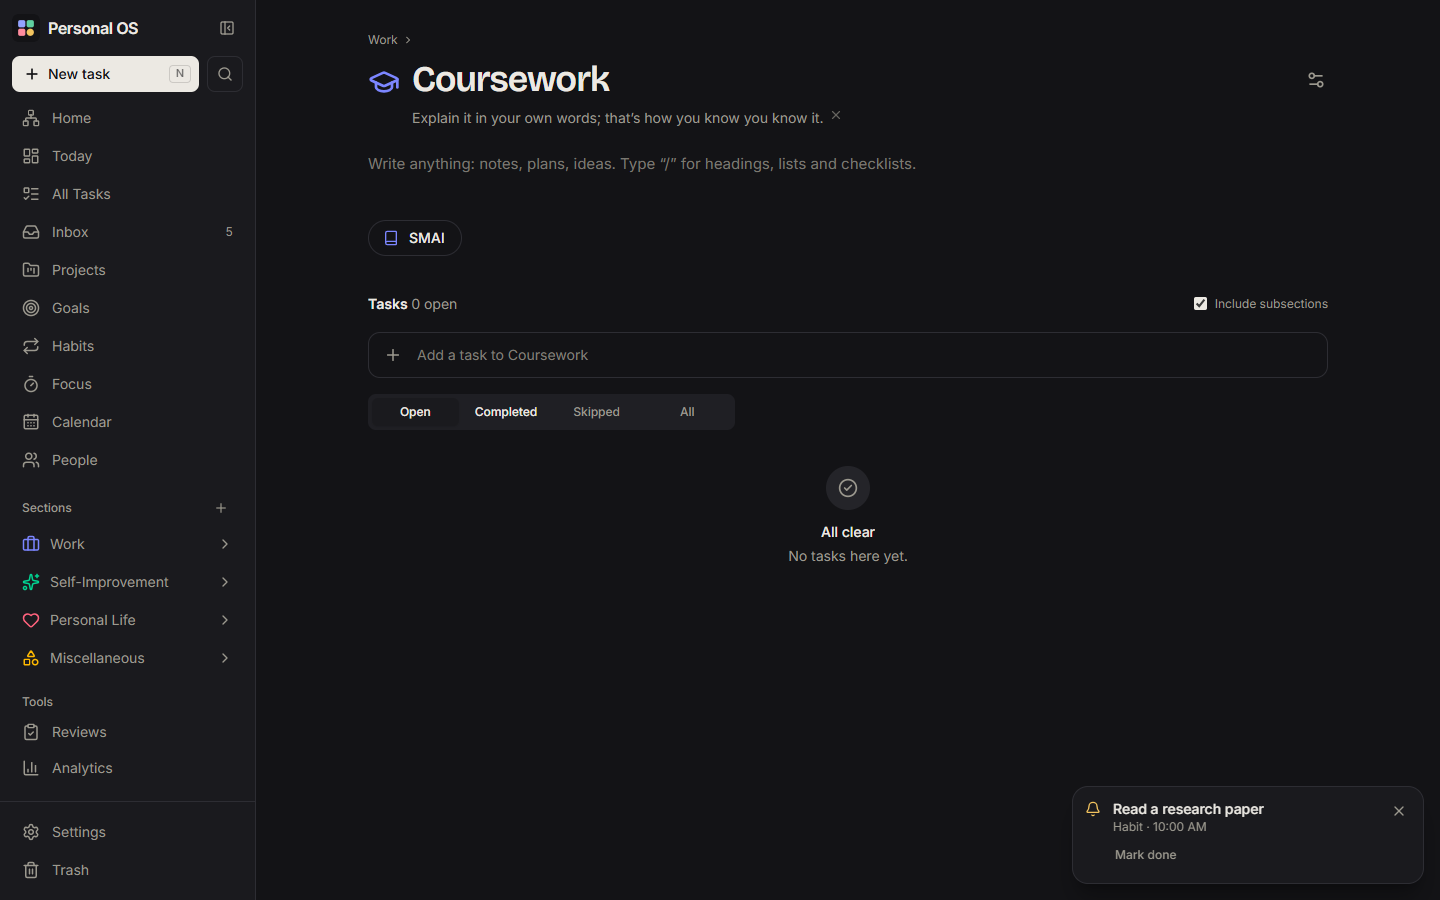 Personal OS
New task N
Home
Today
All Tasks
Inbox 5
Projects
Goals
Habits
Focus
Calendar
People
Sections
Work
Self-Improvement
Personal Life
Miscellaneous
Tools
Reviews
Analytics
Settings
Trash
Work
Coursework
Explain it in your own words; that’s how you know you know it.
Write anything: notes, plans, ideas. Type “/” for headings, lists and checklists.
SMAI
Tasks 0 open
Include subsections
Add a task to Coursework
Open Completed Skipped All
All clear
No tasks here yet.
Read a research paper
Habit · 10:00 AM
Mark done